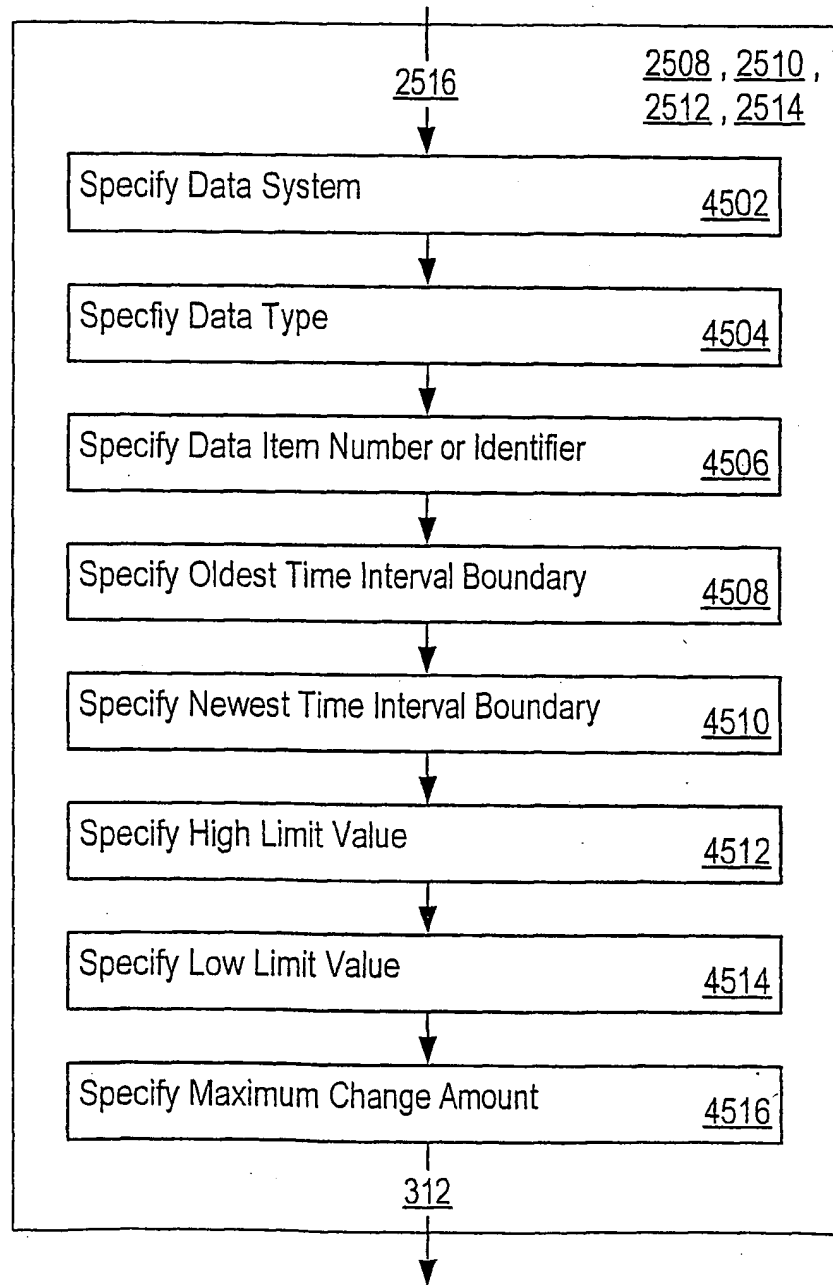 2516
2508 , 2510 ,
2512 , 2514
Specify Data System 4502
Specfiy Data Type 4504
Specify Data Item Number or Identifier 4506
Specify Oldest Time Interval Boundary 4508
Specify Newest Time Interval Boundary 4510
Specify High Limit Value 4512
Specify Low Limit Value 4514
Specify Maximum Change Amount 4516
312